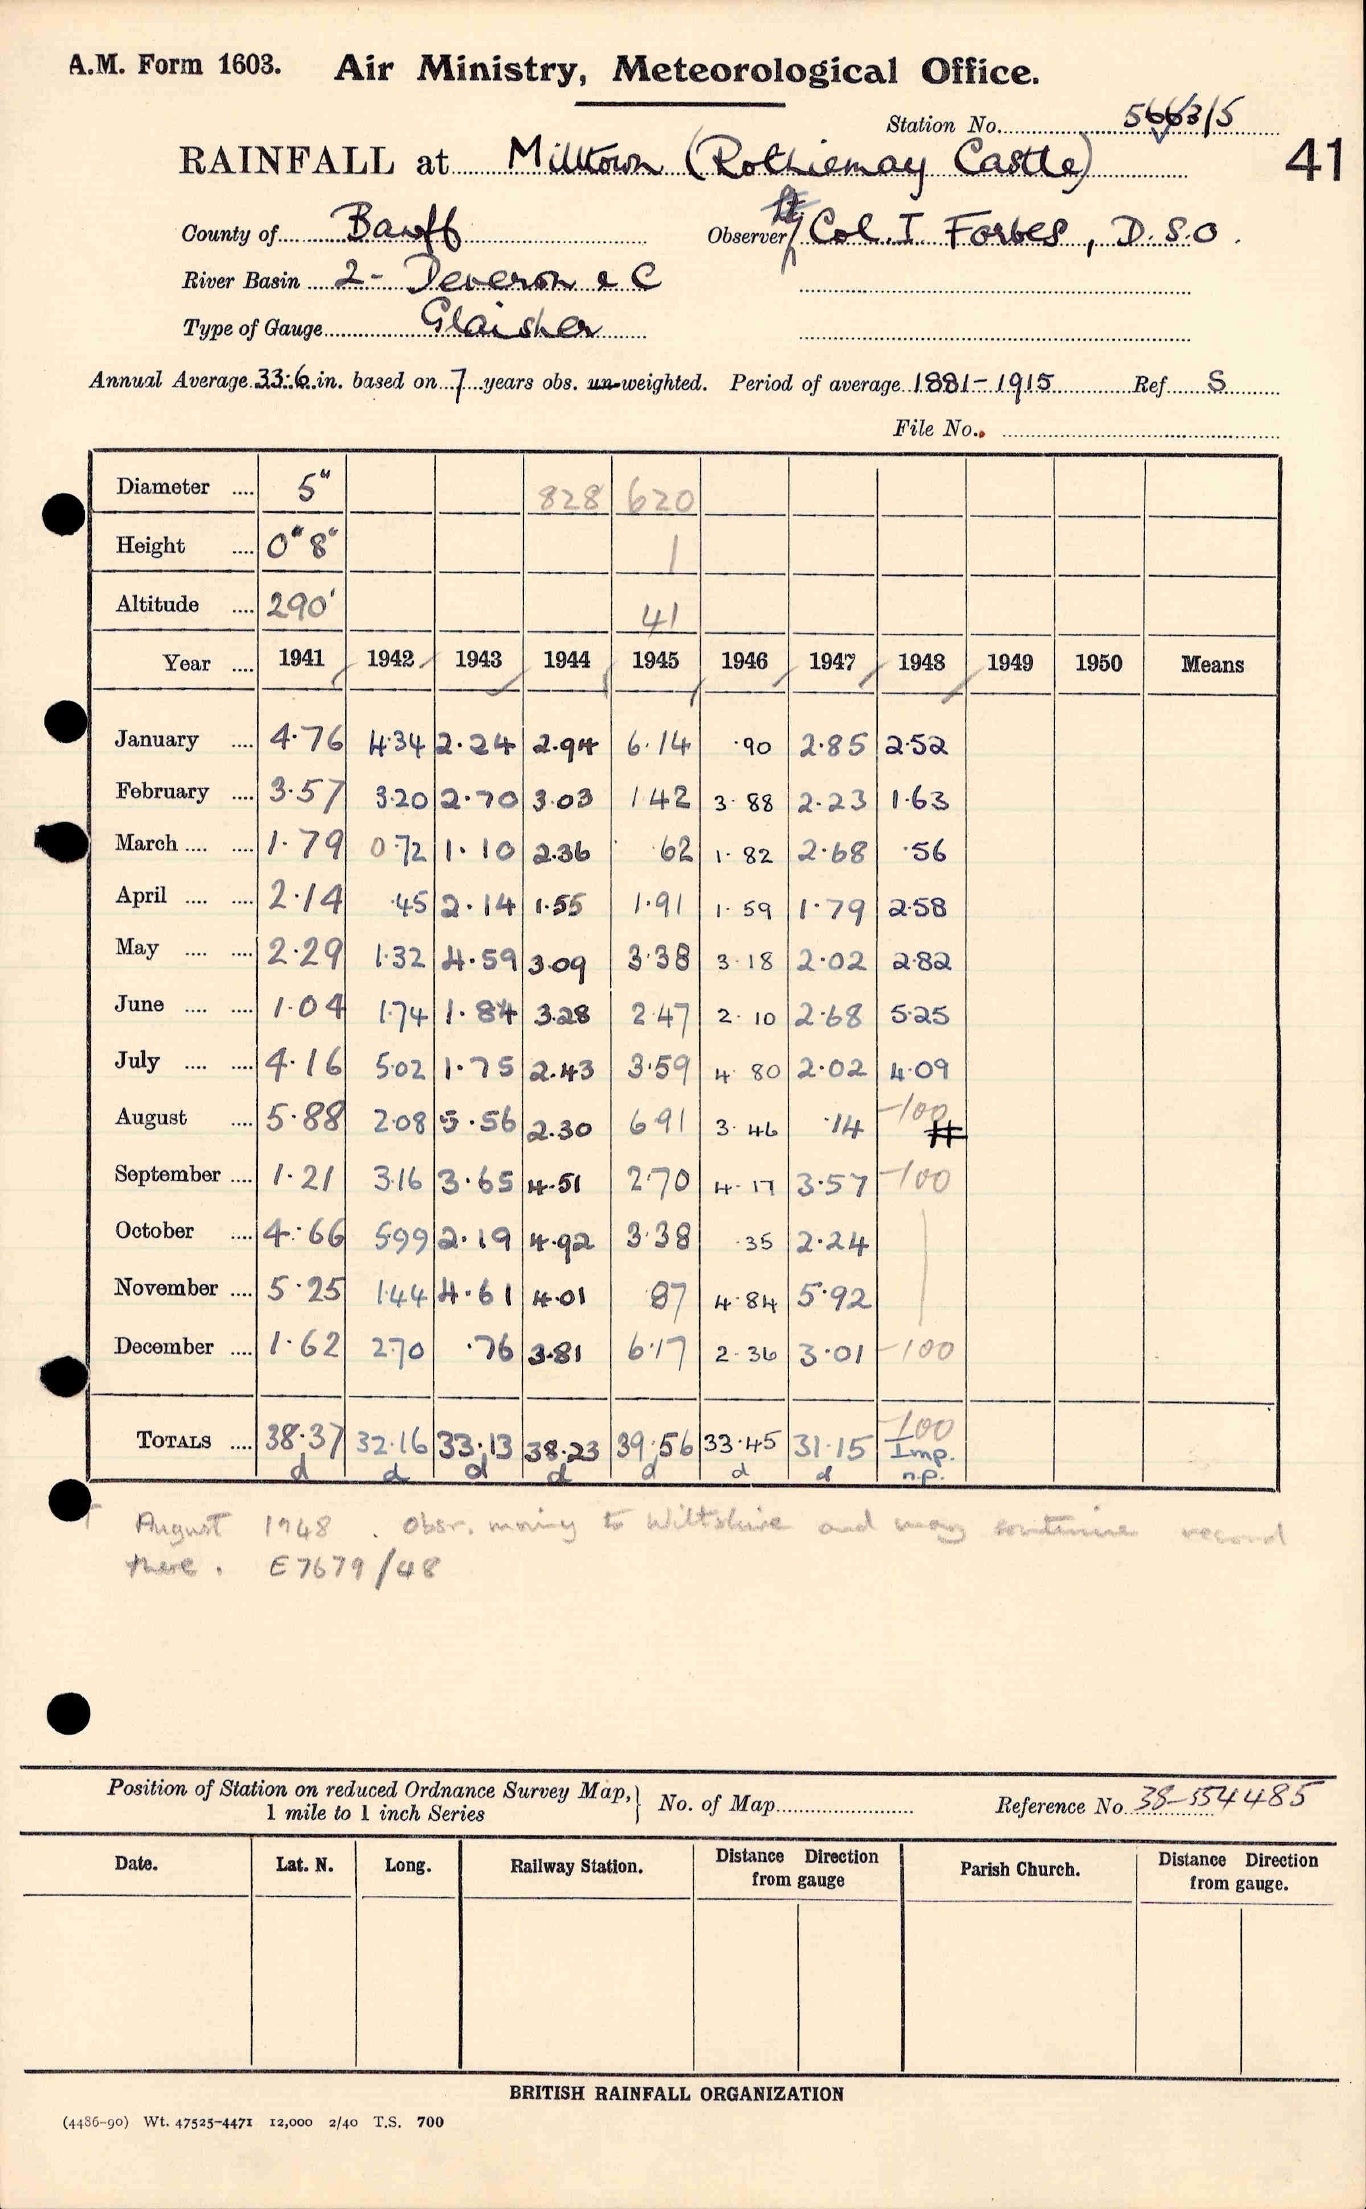 A.M. Form 1603. Air Ministry, Meteorological Office.
Station No. 5663/5
RAINFALL at Milltown (Rothiemay Castle) 41
County of Banff Observer Lt Col. I Forbes, D.S.O.
River Basin 2- Deveron & C
Type of Gauge Glaisher
Annual Average 33.6 in. based on 7 years obs. un-weighted. Period of average 1881-1915 Ref S
File No.
Diameter .... 5" 828 620
Height .... 0" 8" 1
Altitude .... 290' 41
Year .... 1941 1942 1943 1944 1945 1946 1947 1948 1949 1950 Means
January .... 4.76 4.34 2.24 2.94 6.14 .90 2.85 2.52
February .... 3.57 3.20 2.70 3.03 1.42 3.88 2.23 1.63
March .... .... 1.79 0.72 1.10 2.36 .62 1.82 2.68 .56
April .... .... 2.14 .45 2.14 1.55 1.91 1.59 1.79 2.58
May .... .... 2.29 1.32 4.59 3.09 3.38 3.18 2.02 2.82
June .... .... 1.04 1.74 1.84 3.28 2.47 2.10 2.68 5.25
July .... .... 4.16 5.02 1.75 2.43 3.59 4.80 2.02 4.09
August .... 5.88 2.08 5.56 2.30 6.91 3.46 .14 -100 #
September .... 1.21 3.16 3.65 4.51 2.70 4.17 3.57 -100
October .... 4.66 5.99 2.19 4.92 3.38 .35 2.24
November .... 5.25 1.44 4.61 4.01 .87 4.84 5.92
December .... 1.62 2.70 .76 3.81 6.17 2.36 3.01 -100
TOTALS .... 38.37 32.16 33.13 38.23 39.56 33.45 31.15 -100 Imp.
d d d d d d d n.p.
August 1948. Obsr. moving to Wiltshire and may continue record
there. E7679/48
Position of Station on reduced Ordnance Survey Map,
1 mile to 1 inch Series
No. of Map Reference No. 38-554485
Date. Lat. N. Long. Railway Station. Distance from gauge Direction Parish Church. Distance Direction from gauge.
BRITISH RAINFALL ORGANIZATION
(4486-90) Wt. 47525-4471 12,000 2/40 T.S. 700